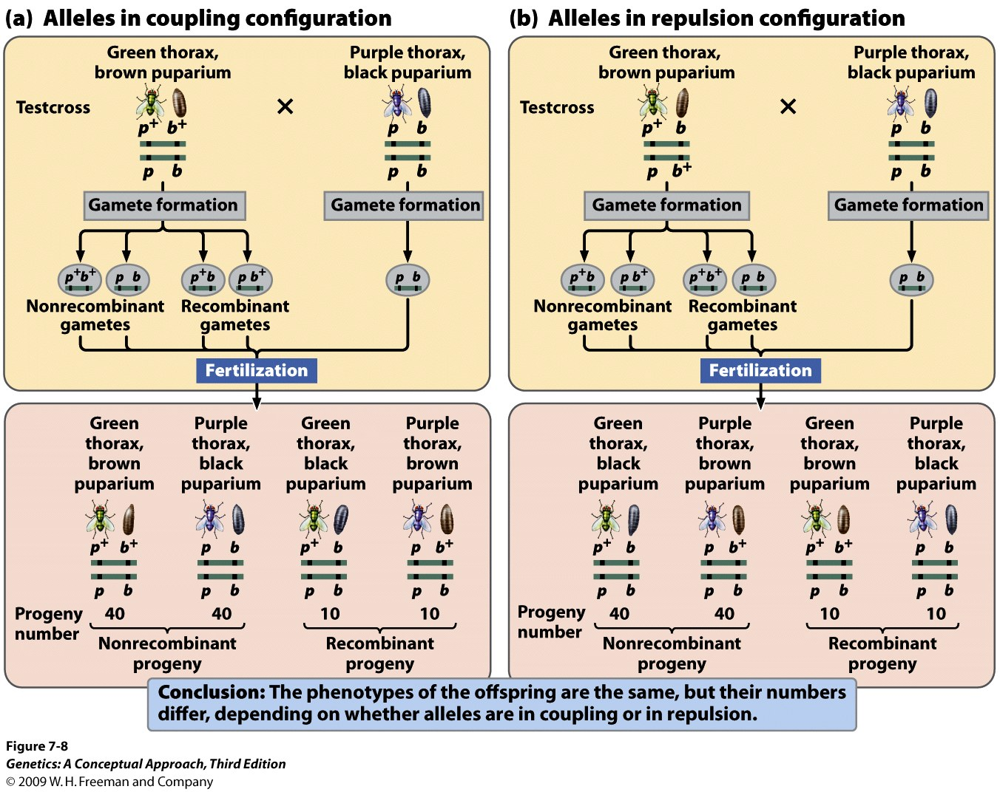 (a) Alleles in coupling configuration
Green thorax,
brown puparium
Purple thorax,
black puparium
Testcross
×
p+ b+
p b
p b
p b
Gamete formation
Gamete formation
p+b+
p b
p+b
p b+
p b
Nonrecombinant
gametes
Recombinant
gametes
Fertilization
Green
thorax,
brown
puparium
Purple
thorax,
black
puparium
Green
thorax,
black
puparium
Purple
thorax,
brown
puparium
p+ b+
p b
p b
p b
p+ b
p b
p b+
p b
Progeny
number
40
40
10
10
Nonrecombinant
progeny
Recombinant
progeny
(b) Alleles in repulsion configuration
Green thorax,
brown puparium
Purple thorax,
black puparium
Testcross
×
p+ b
p b+
p b
p b
Gamete formation
Gamete formation
p+b
p b+
p+b+
p b
p b
Nonrecombinant
gametes
Recombinant
gametes
Fertilization
Green
thorax,
black
puparium
Purple
thorax,
brown
puparium
Green
thorax,
brown
puparium
Purple
thorax,
black
puparium
p+ b
p b
p b+
p b
p+ b+
p b
p b
p b
Progeny
number
40
40
10
10
Nonrecombinant
progeny
Recombinant
progeny
Conclusion: The phenotypes of the offspring are the same, but their numbers
differ, depending on whether alleles are in coupling or in repulsion.
Figure 7-8
Genetics: A Conceptual Approach, Third Edition
© 2009 W. H. Freeman and Company